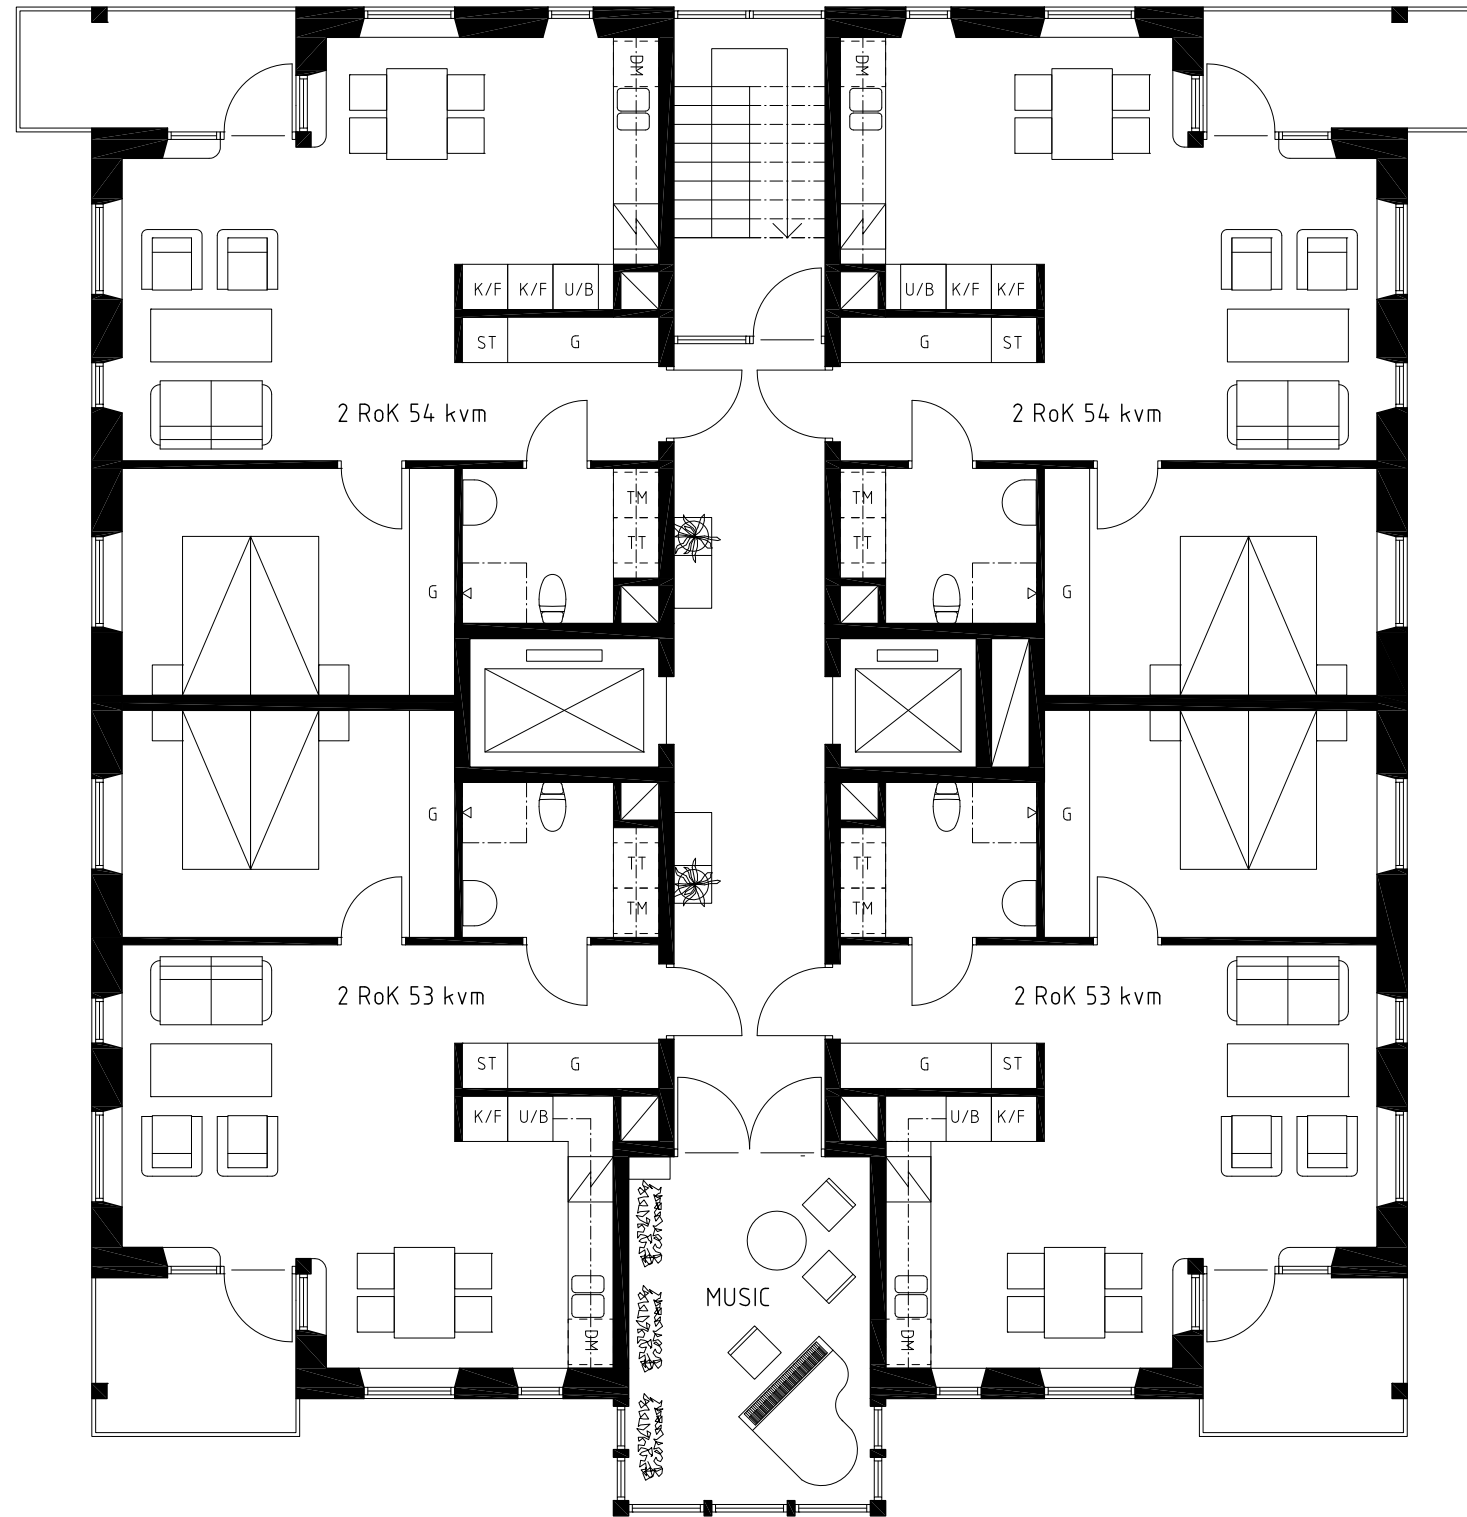 DM DM
K/F K/F U/B U/B K/F K/F
ST G G ST
2 RoK 54 kvm 2 RoK 54 kvm
TM TM
TT TT
G G
G G
TT TT
TM TM
2 RoK 53 kvm 2 RoK 53 kvm
ST G G ST
K/F U/B U/B K/F
MUSIC
DM DM